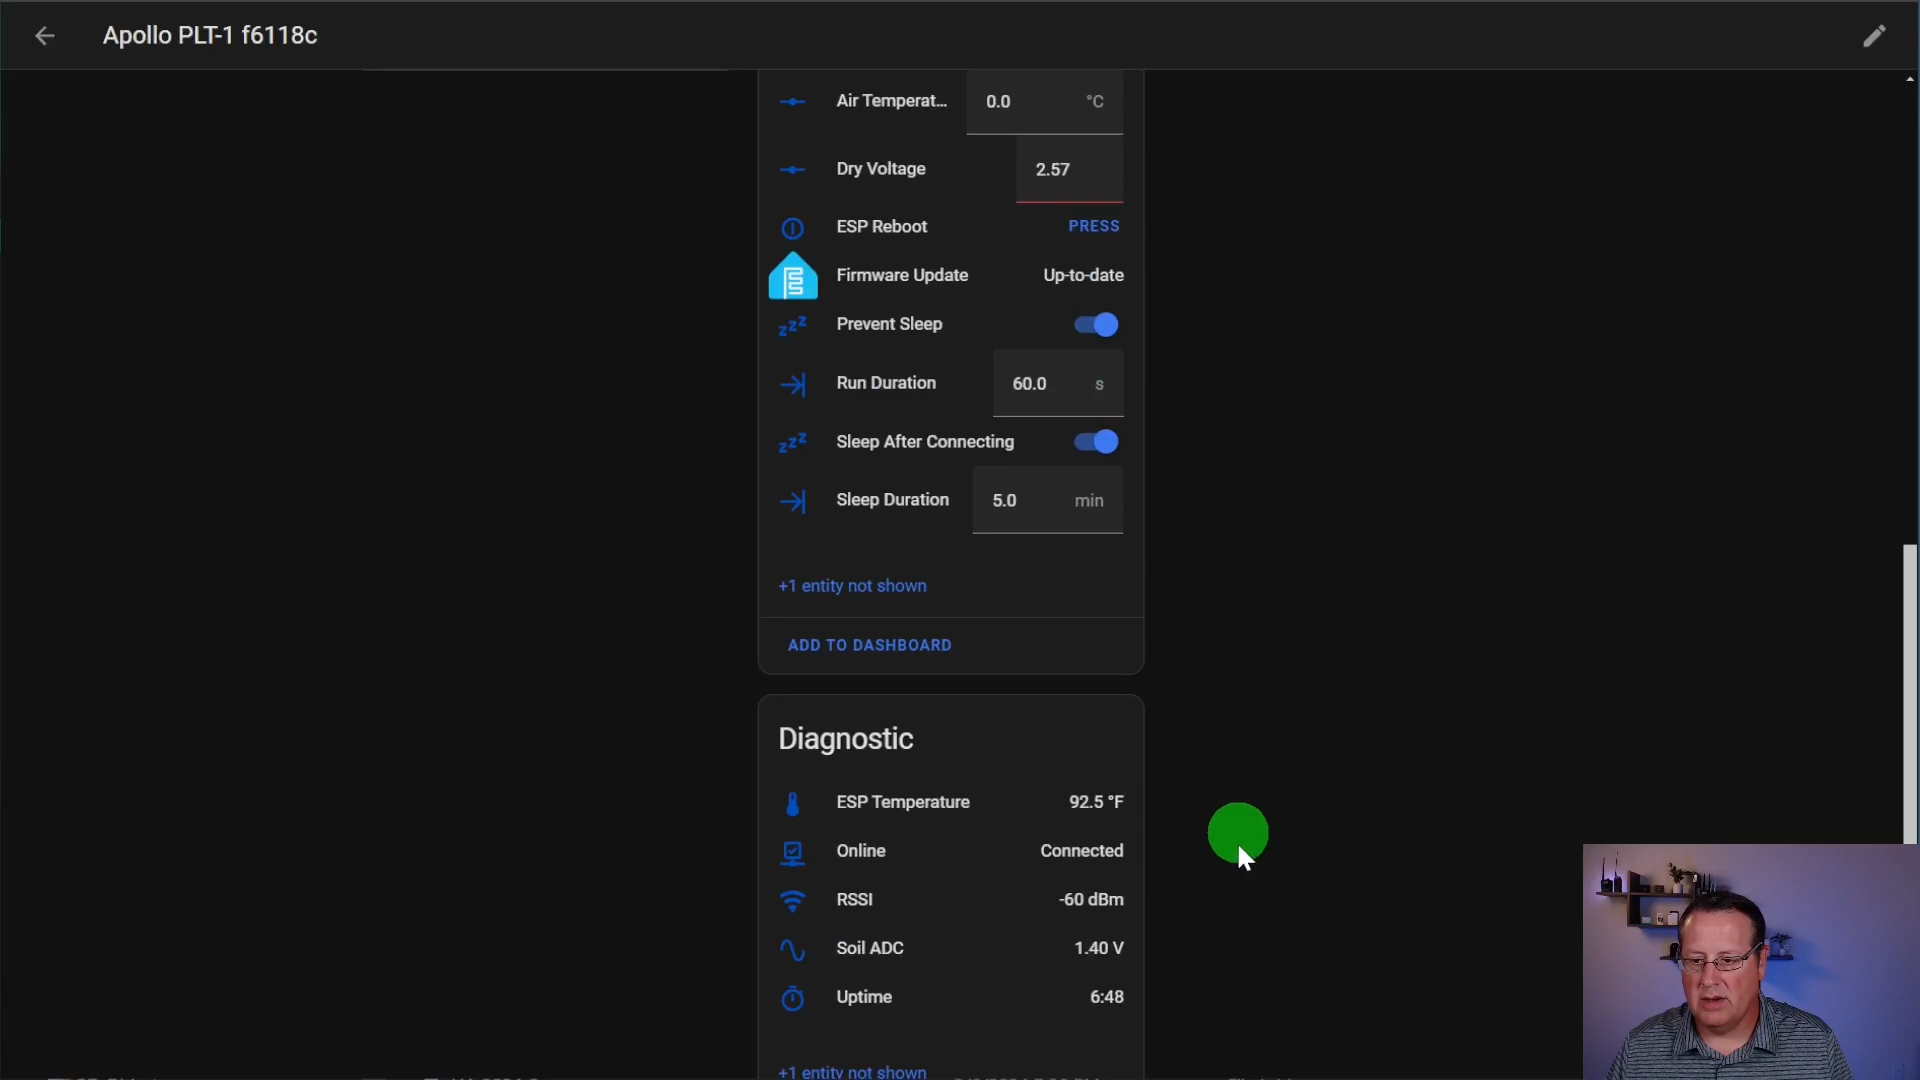 Apollo PLT-1 f6118c
Air Temperat... 0.0 °C
Dry Voltage 2.57
ESP Reboot PRESS
Firmware Update Up-to-date
Prevent Sleep
Run Duration 60.0 s
Sleep After Connecting
Sleep Duration 5.0 min
+1 entity not shown
ADD TO DASHBOARD
Diagnostic
ESP Temperature 92.5 °F
Online Connected
RSSI -60 dBm
Soil ADC 1.40 V
Uptime 6:48
+1 entity not shown